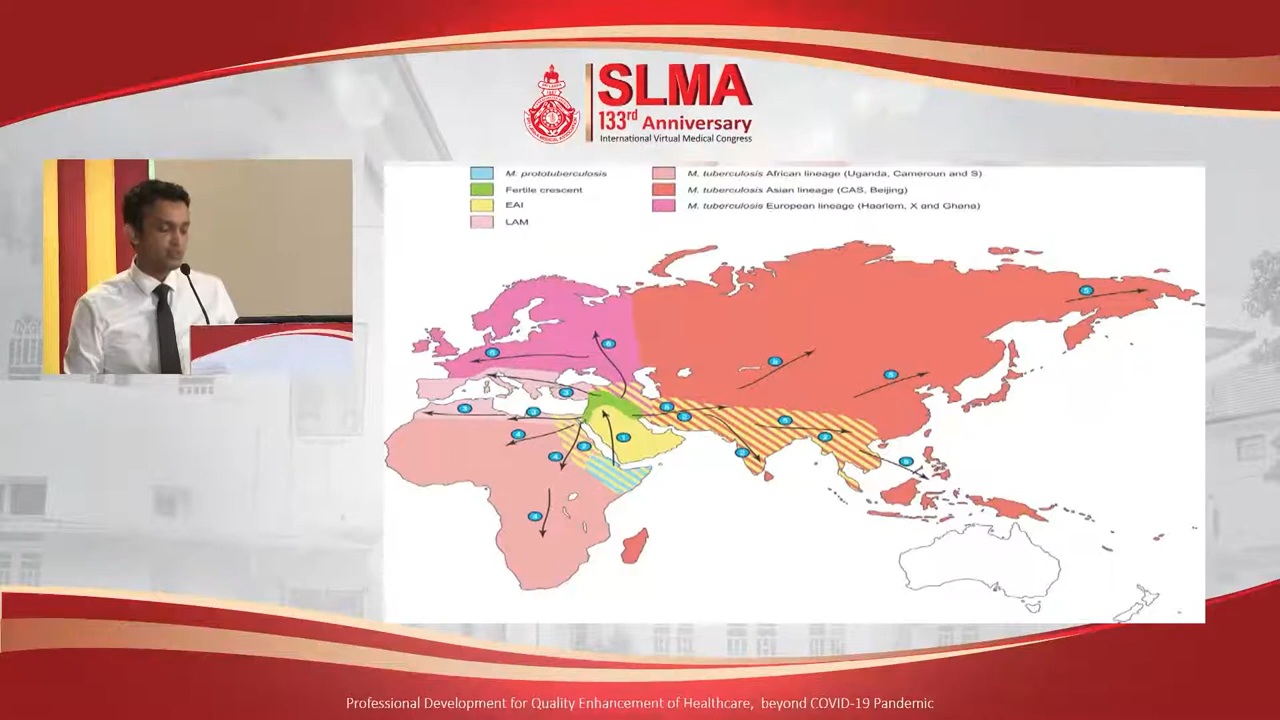 SLMA
133rd Anniversary
International Virtual Medical Congress
M. prototuberculosis
Fertile crescent
EAI
LAM
M. tuberculosis African lineage (Uganda, Cameroun and S)
M. tuberculosis Asian lineage (CAS, Beijing)
M. tuberculosis European lineage (Haarlem, X and Ghana)
Professional Development for Quality Enhancement of Healthcare, beyond COVID-19 Pandemic